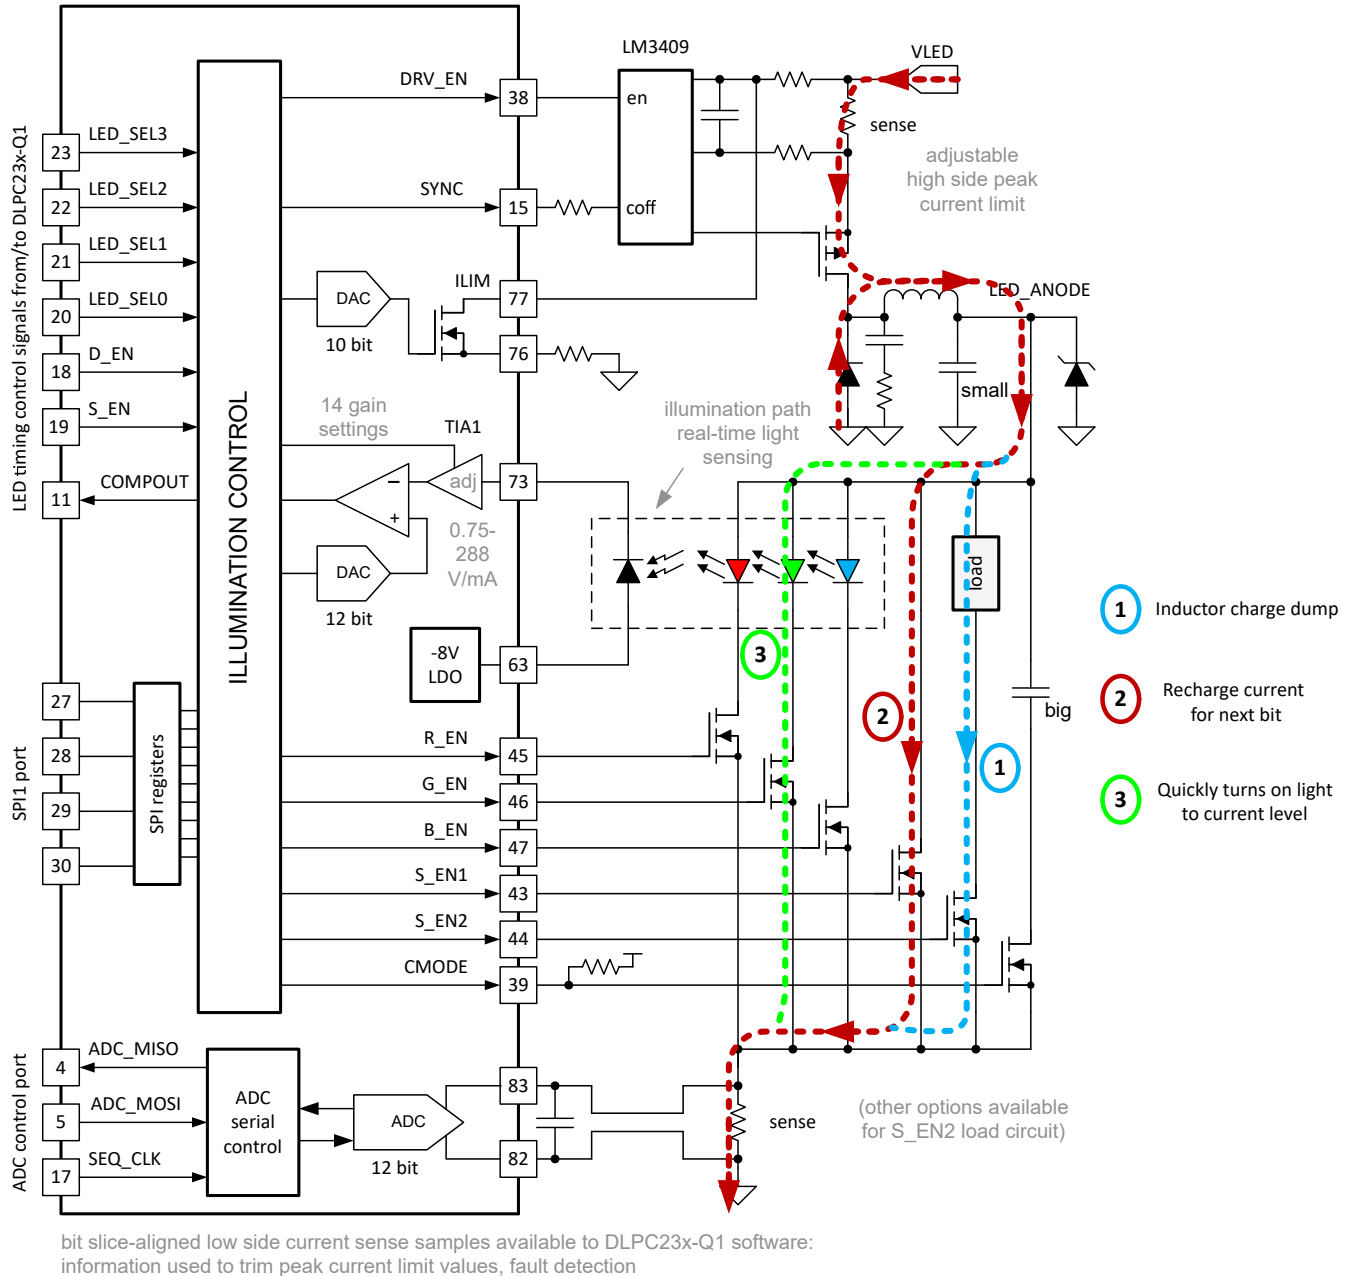 LM3409
VLED
DRV_EN
38
en
sense
LED timing control signals from/to DLPC23x-Q1
23
LED_SEL3
adjustable
high side peak
current limit
22
LED_SEL2
SYNC
15
coff
21
LED_SEL1
20
LED_SEL0
DAC
10 bit
ILIM
77
LED_ANODE
18
D_EN
76
19
S_EN
14 gain
settings
TIA1
illumination path
real-time light
sensing
small
11
COMPOUT
ILLUMINATION CONTROL
adj
73
−
+
0.75-
288
V/mA
DAC
12 bit
load
1
Inductor charge dump
-8V
LDO
63
3
SPI1 port
27
28
29
30
SPI registers
2
big
2
Recharge current
for next bit
R_EN
45
1
G_EN
46
3
Quickly turns on light
to current level
B_EN
47
S_EN1
43
S_EN2
44
CMODE
39
ADC control port
4
ADC_MISO
5
ADC_MOSI
17
SEQ_CLK
ADC
serial
control
ADC
12 bit
83
82
sense
(other options available
for S_EN2 load circuit)
bit slice-aligned low side current sense samples available to DLPC23x-Q1 software:
information used to trim peak current limit values, fault detection